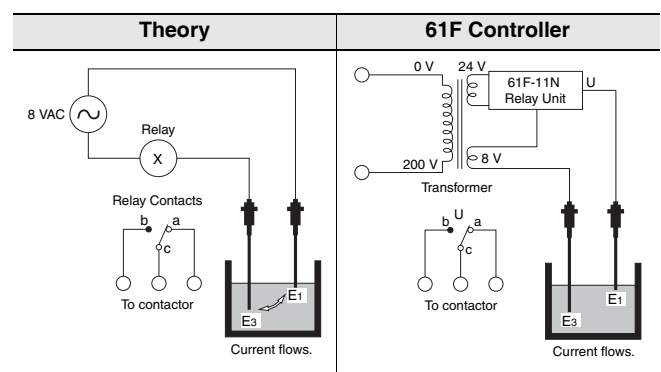 Theory
8 VAC
Relay
X
Relay Contacts
b
a
c
To contactor
E1
E3
Current flows.
61F Controller
0 V
24 V
61F-11N
Relay Unit
U
200 V
8 V
Transformer
U
b
a
c
To contactor
E1
E3
Current flows.